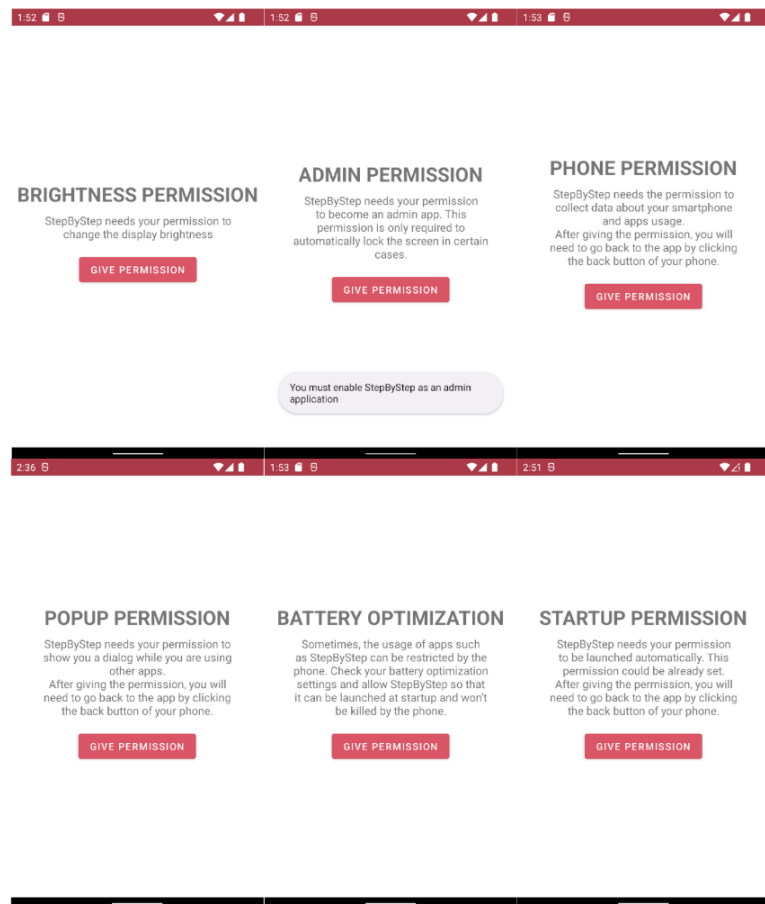 1:52
BRIGHTNESS PERMISSION
StepByStep needs your permission to
change the display brightness
GIVE PERMISSION
1:52
ADMIN PERMISSION
StepByStep needs your permission
to become an admin app. This
permission is only required to
automatically lock the screen in certain
cases.
GIVE PERMISSION
You must enable StepByStep as an admin
application
1:53
PHONE PERMISSION
StepByStep needs the permission to
collect data about your smartphone
and apps usage.
After giving the permission, you will
need to go back to the app by clicking
the back button of your phone.
GIVE PERMISSION
2:36
POPUP PERMISSION
StepByStep needs your permission to
show you a dialog while you are using
other apps.
After giving the permission, you will
need to go back to the app by clicking
the back button of your phone.
GIVE PERMISSION
1:53
BATTERY OPTIMIZATION
Sometimes, the usage of apps such
as StepByStep can be restricted by the
phone. Check your battery optimization
settings and allow StepByStep so that
it can be launched at startup and won't
be killed by the phone.
GIVE PERMISSION
2:51
STARTUP PERMISSION
StepByStep needs your permission
to be launched automatically. This
permission could be already set.
After giving the permission, you will
need to go back to the app by clicking
the back button of your phone.
GIVE PERMISSION